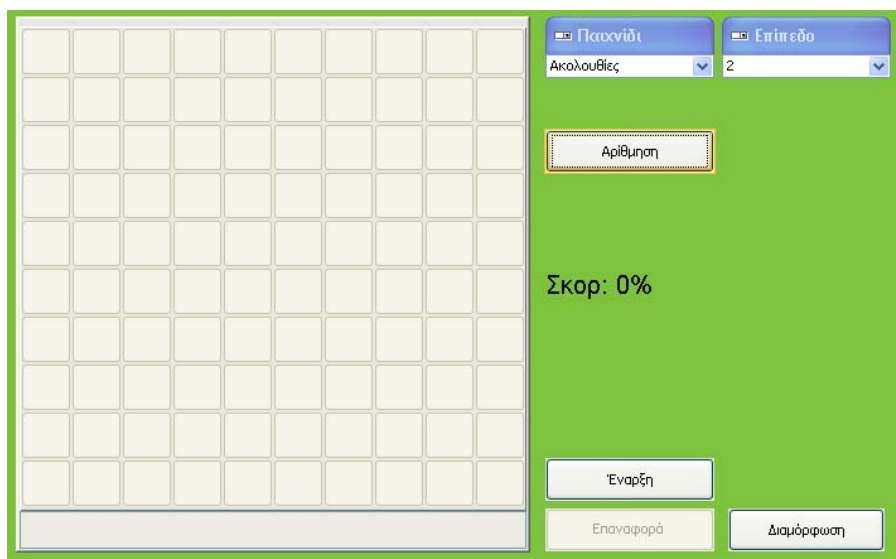 Παιχνίδι
Επίπεδο
Ακολουθίες
2
Αρίθμηση
Σκορ: 0%
Έναρξη
Επαναφορά
Διαμόρφωση